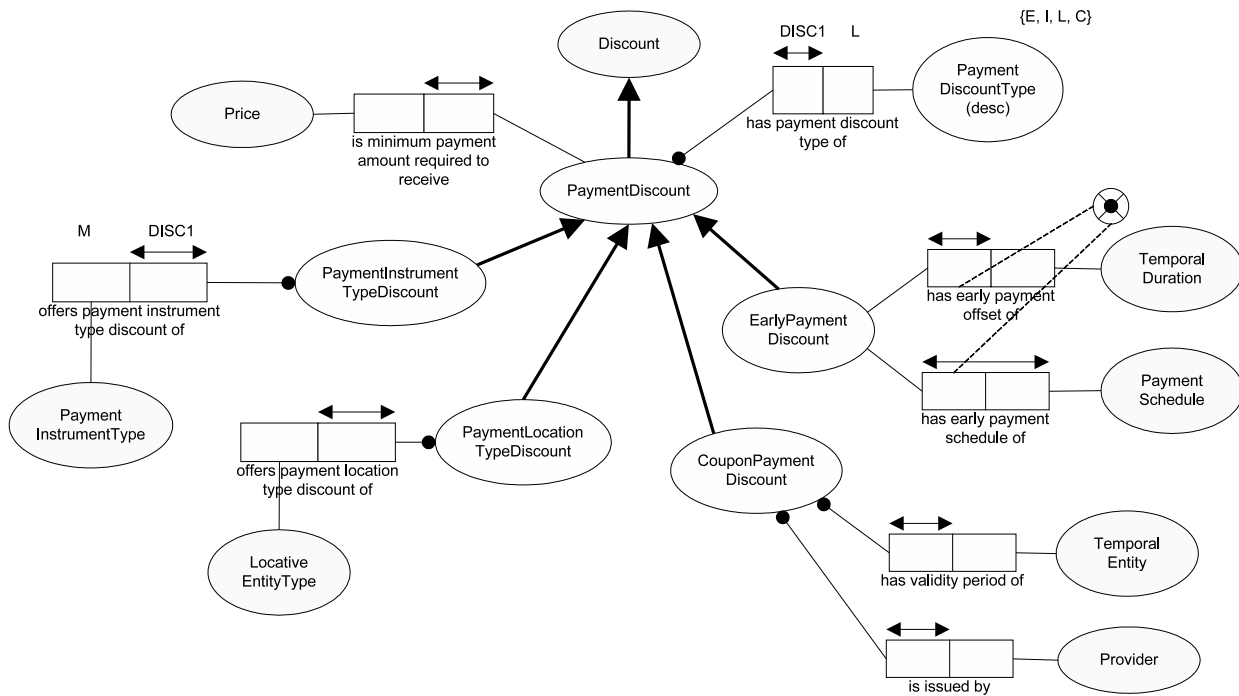 {E, I, L, C}
DISC1 L
Discount
Payment
DiscountType
(desc)
Price
has payment discount
type of
is minimum payment
amount required to
receive
PaymentDiscount
M DISC1
PaymentInstrument
TypeDiscount
Temporal
Duration
offers payment instrument
type discount of
has early payment
offset of
EarlyPayment
Discount
Payment
Schedule
Payment
InstrumentType
PaymentLocation
TypeDiscount
has early payment
schedule of
offers payment location
type discount of
CouponPayment
Discount
Locative
EntityType
Temporal
Entity
has validity period of
Provider
is issued by